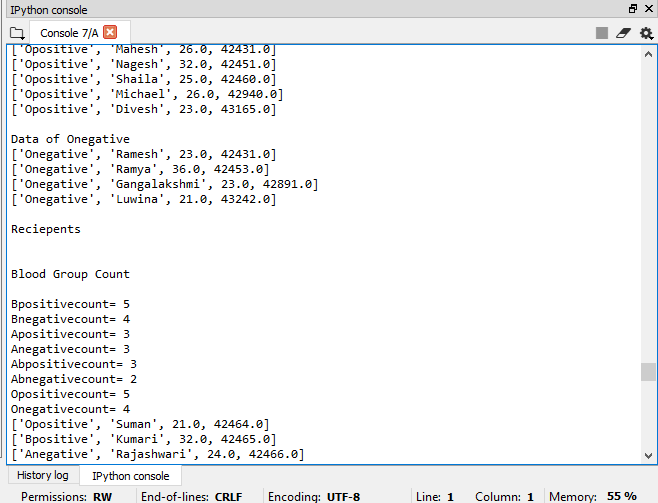 IPython console
Console 7/A
['Opositive', 'Mahesh', 26.0, 42431.0]
['Opositive', 'Nagesh', 32.0, 42451.0]
['Opositive', 'Shaila', 25.0, 42460.0]
['Opositive', 'Michael', 26.0, 42940.0]
['Opositive', 'Divesh', 23.0, 43165.0]
Data of Onegative
['Onegative', 'Ramesh', 23.0, 42431.0]
['Onegative', 'Ramya', 36.0, 42453.0]
['Onegative', 'Gangalakshmi', 23.0, 42891.0]
['Onegative', 'Luwina', 21.0, 43242.0]
Reciepents
Blood Group Count
Bpositivecount= 5
Bnegativecount= 4
Apositivecount= 3
Anegativecount= 3
Abpositivecount= 3
Abnegativecount= 2
Opositivecount= 5
Onegativecount= 4
['Opositive', 'Suman', 21.0, 42464.0]
['Bpositive', 'Kumari', 32.0, 42465.0]
['Anegative', 'Rajashwari', 24.0, 42466.0]
History log IPython console
Permissions: RW End-of-lines: CRLF Encoding: UTF-8 Line: 1 Column: 1 Memory: 55 %